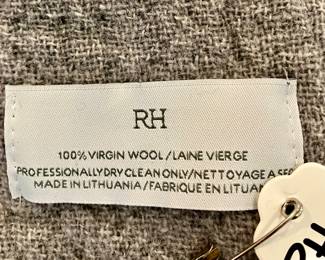 RH
100% VIRGIN WOOL/LAINE VIERGE
PROFESSIONALLY DRY CLEAN ONLY/NETTOYAGE A SEC
MADE IN LITHUANIA/FABRIQUE EN LITUAN